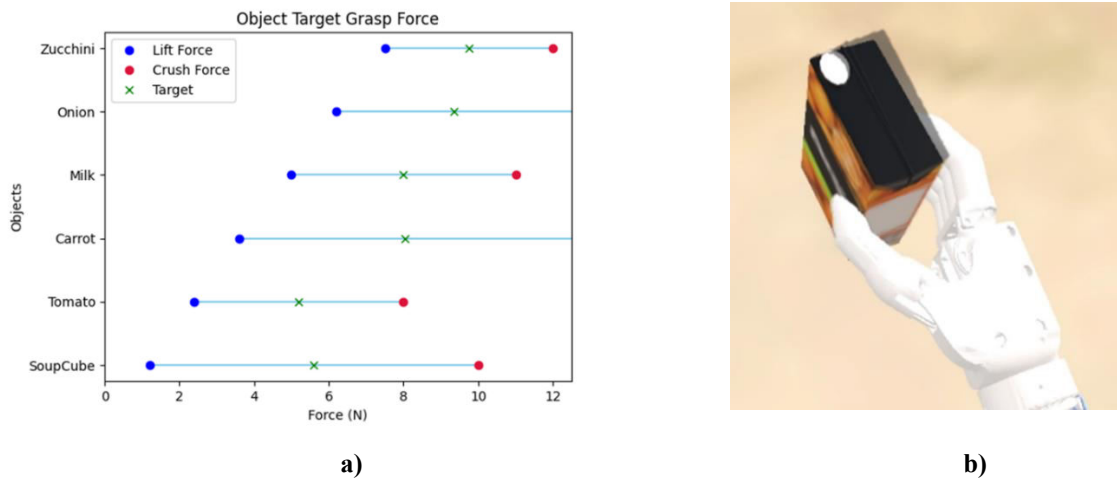 Object Target Grasp Force
Lift Force
Crush Force
Target
Zucchini
Onion
Milk
Carrot
Tomato
SoupCube
Objects
0 2 4 6 8 10 12
Force (N)
a)
b)